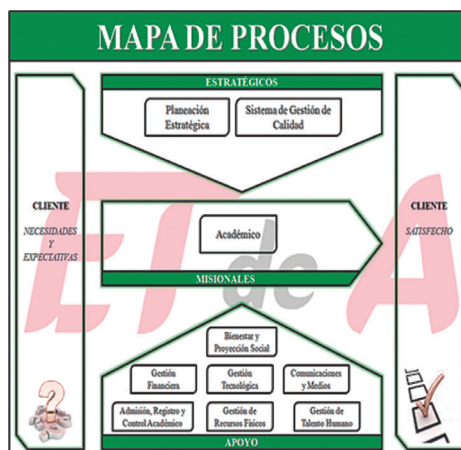 MAPA DE PROCESOS
ESTRATÉGICOS
Planeación
Estratégica
Sistema de Gestión de
Calidad
CLIENTE
NECESIDADES
Y
EXPECTATIVAS
Académico
MISIONALES
CLIENTE
SATISFECHO
Bienestar y
Proyección Social
Gestión
Financiera
Gestión
Tecnológica
Comunicaciones
y Medios
Admisión, Registro y
Control Académico
Gestión de
Recursos Físicos
Gestión de
Talento Humano
APOYO
ET de A